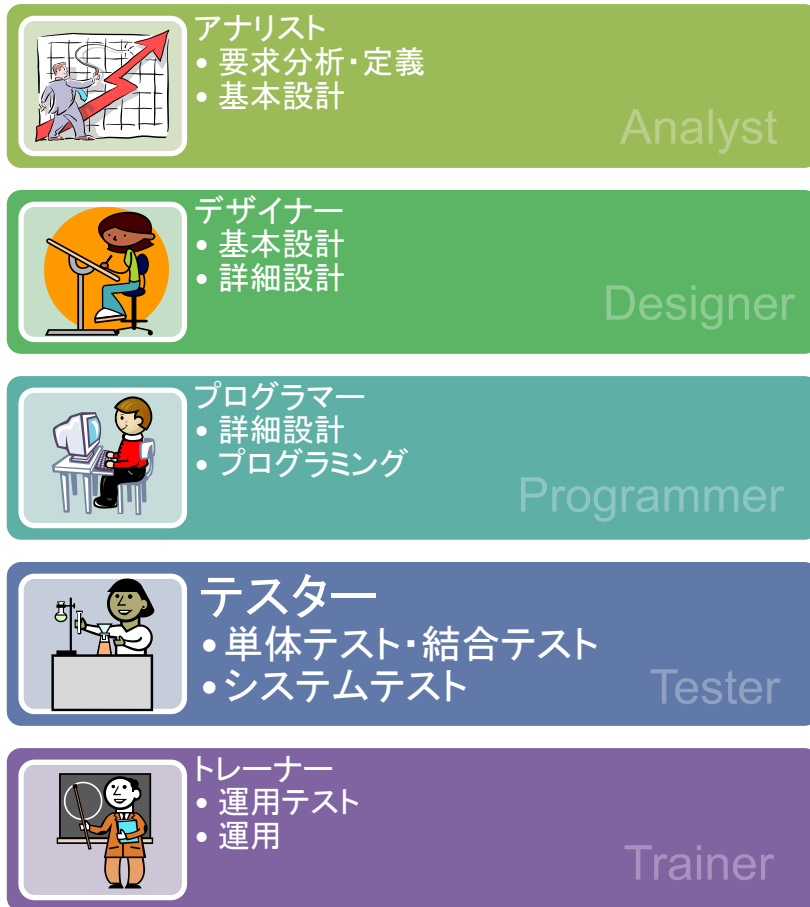 アナリスト
• 要求分析・定義
• 基本設計
Analyst
デザイナー
• 基本設計
• 詳細設計
Designer
プログラマー
• 詳細設計
• プログラミング
Programmer
テスター
• 単体テスト・結合テスト
• システムテスト
Tester
トレーナー
• 運用テスト
• 運用
Trainer